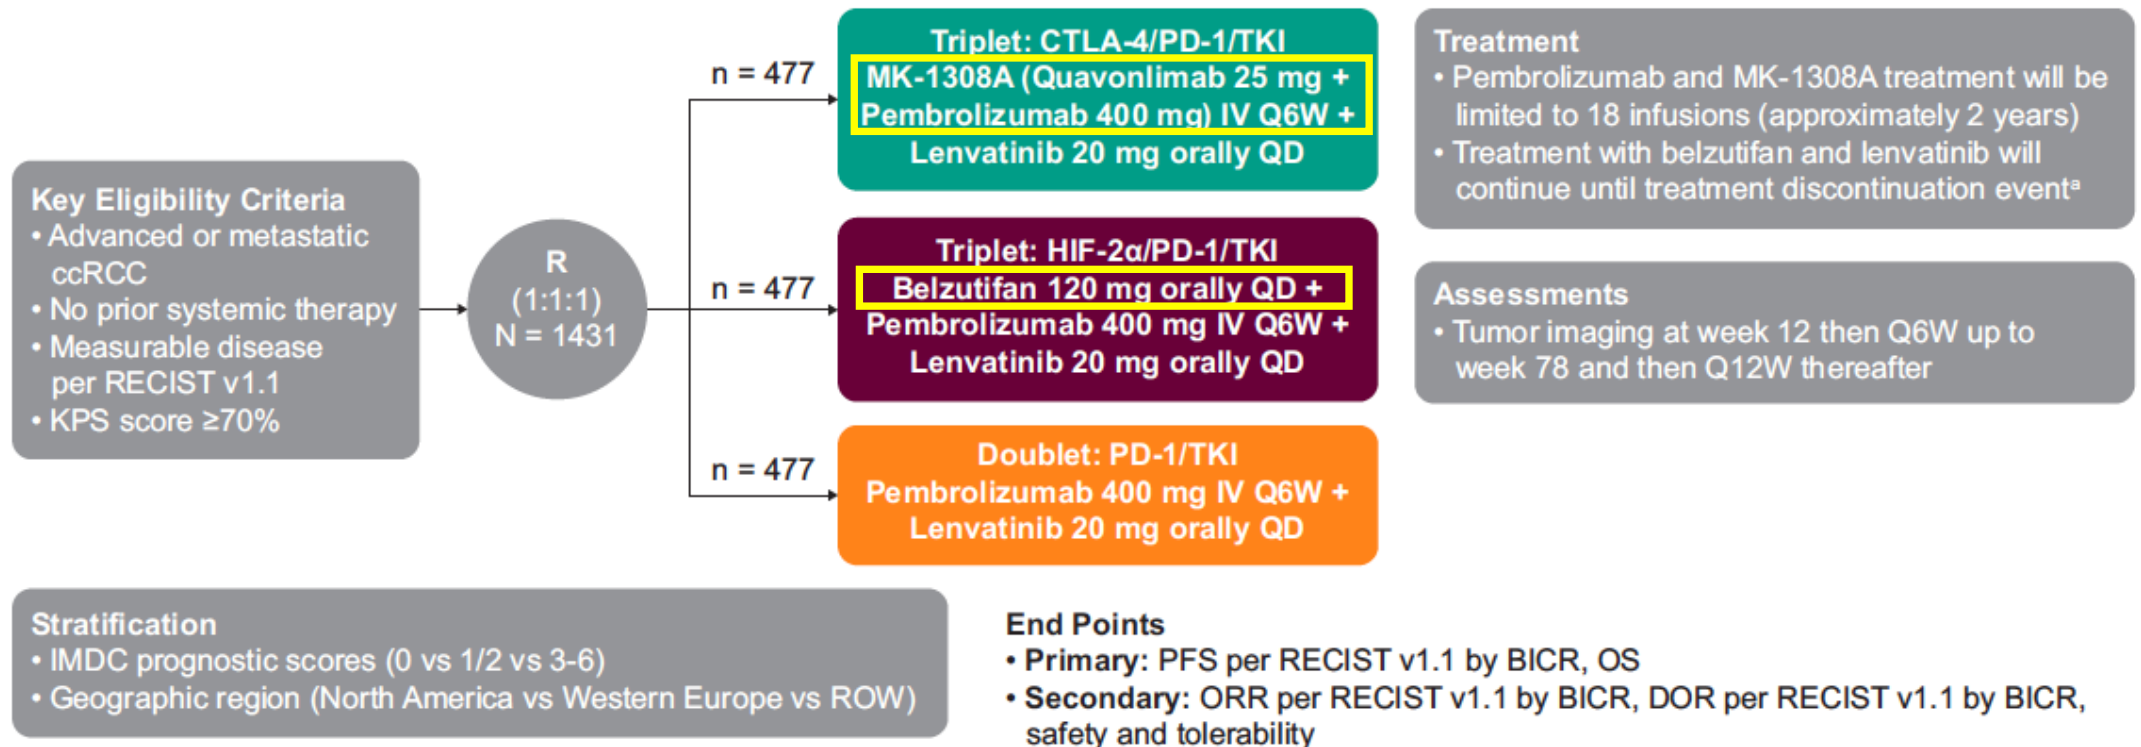 Key Eligibility Criteria
• Advanced or metastatic
ccRCC
• No prior systemic therapy
• Measurable disease
per RECIST v1.1
• KPS score ≥70%
R
(1:1:1)
N = 1431
n = 477
Triplet: CTLA-4/PD-1/TKI
MK-1308A (Quavonlimab 25 mg +
Pembrolizumab 400 mg) IV Q6W +
Lenvatinib 20 mg orally QD
n = 477
Triplet: HIF-2α/PD-1/TKI
Belzutifan 120 mg orally QD +
Pembrolizumab 400 mg IV Q6W +
Lenvatinib 20 mg orally QD
n = 477
Doublet: PD-1/TKI
Pembrolizumab 400 mg IV Q6W +
Lenvatinib 20 mg orally QD
Treatment
• Pembrolizumab and MK-1308A treatment will be
limited to 18 infusions (approximately 2 years)
• Treatment with belzutifan and lenvatinib will
continue until treatment discontinuation eventᵃ
Assessments
• Tumor imaging at week 12 then Q6W up to
week 78 and then Q12W thereafter
Stratification
• IMDC prognostic scores (0 vs 1/2 vs 3-6)
• Geographic region (North America vs Western Europe vs ROW)
End Points
• Primary: PFS per RECIST v1.1 by BICR, OS
• Secondary: ORR per RECIST v1.1 by BICR, DOR per RECIST v1.1 by BICR,
safety and tolerability